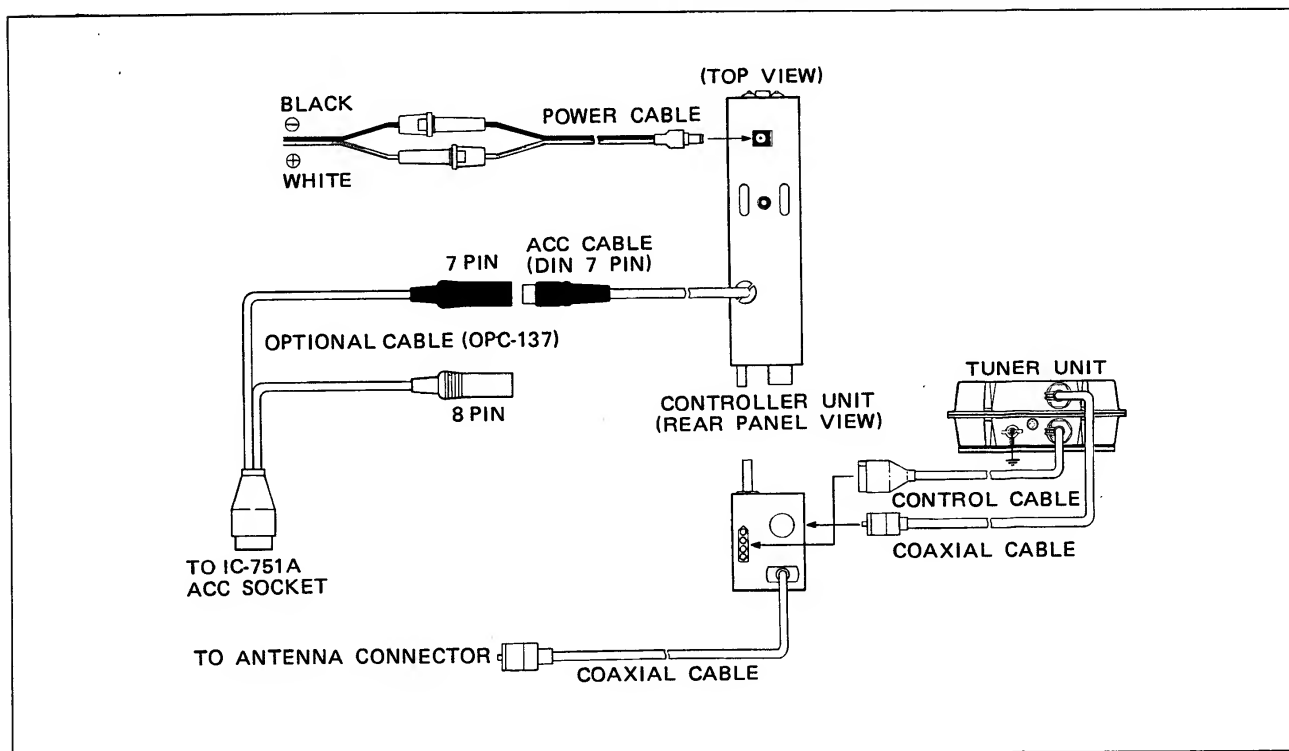 (TOP VIEW)
BLACK
⊖
POWER CABLE
⊕
WHITE
7 PIN
ACC CABLE
(DIN 7 PIN)
OPTIONAL CABLE (OPC-137)
8 PIN
CONTROLLER UNIT
(REAR PANEL VIEW)
TUNER UNIT
CONTROL CABLE
COAXIAL CABLE
TO IC-751A
ACC SOCKET
TO ANTENNA CONNECTOR
COAXIAL CABLE